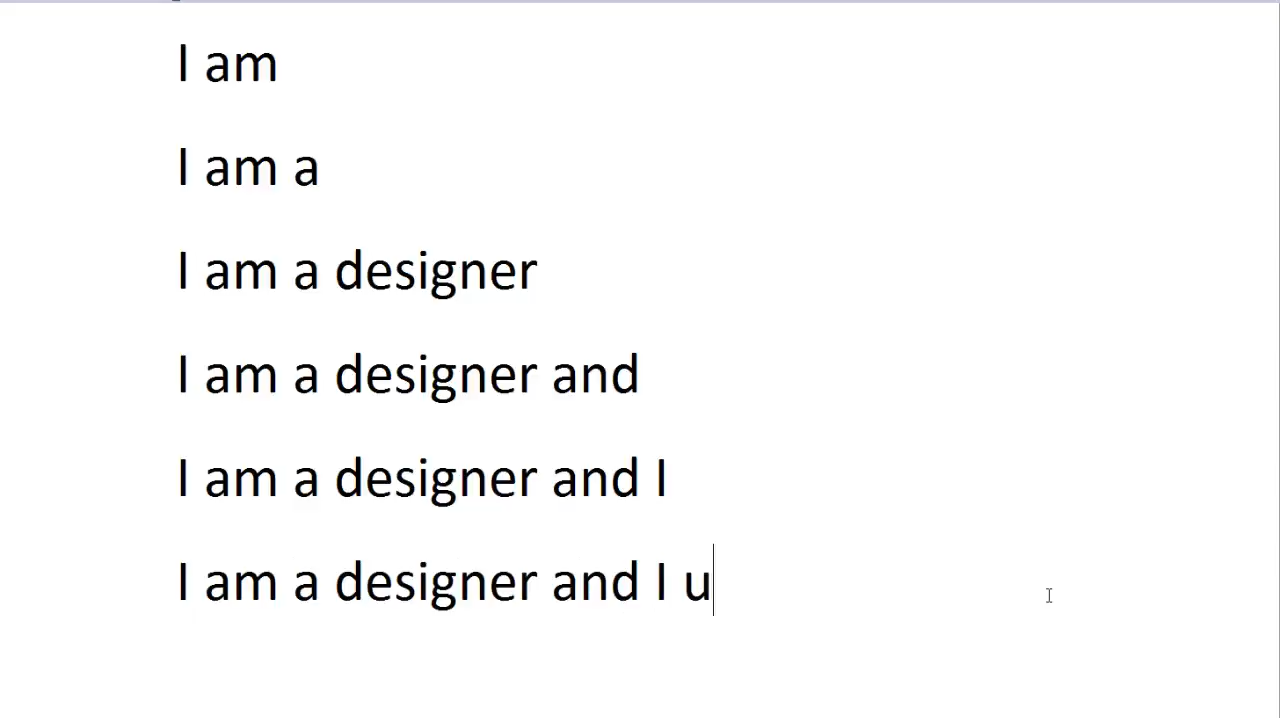 I am
I am a
I am a designer
I am a designer and
I am a designer and I
I am a designer and I u